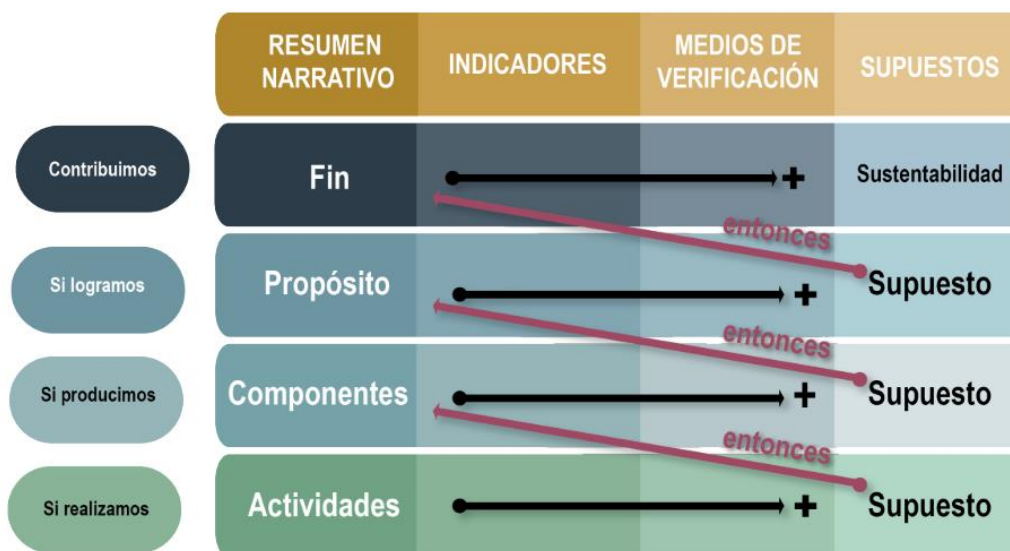 RESUMEN
NARRATIVO
INDICADORES
MEDIOS DE
VERIFICACIÓN
SUPUESTOS
Contribuimos
Fin
+
Sustentabilidad
entonces
Si logramos
Propósito
+
Supuesto
entonces
Si producimos
Componentes
+
Supuesto
entonces
Si realizamos
Actividades
+
Supuesto